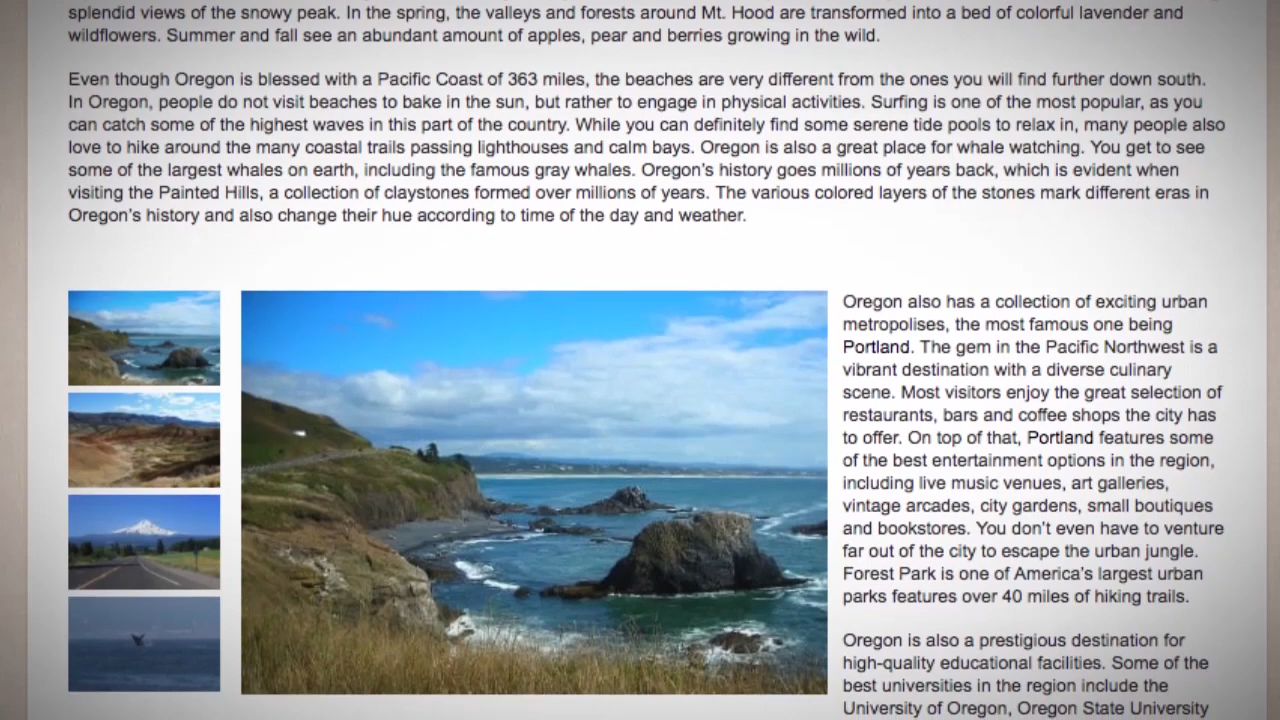 splendid views of the snowy peak. In the spring, the valleys and forests around Mt. Hood are transformed into a bed of colorful lavender and
wildflowers. Summer and fall see an abundant amount of apples, pear and berries growing in the wild.
Even though Oregon is blessed with a Pacific Coast of 363 miles, the beaches are very different from the ones you will find further down south.
In Oregon, people do not visit beaches to bake in the sun, but rather to engage in physical activities. Surfing is one of the most popular, as you
can catch some of the highest waves in this part of the country. While you can definitely find some serene tide pools to relax in, many people also
love to hike around the many coastal trails passing lighthouses and calm bays. Oregon is also a great place for whale watching. You get to see
some of the largest whales on earth, including the famous gray whales. Oregon's history goes millions of years back, which is evident when
visiting the Painted Hills, a collection of claystones formed over millions of years. The various colored layers of the stones mark different eras in
Oregon's history and also change their hue according to time of the day and weather.
Oregon also has a collection of exciting urban
metropolises, the most famous one being
Portland. The gem in the Pacific Northwest is a
vibrant destination with a diverse culinary
scene. Most visitors enjoy the great selection of
restaurants, bars and coffee shops the city has
to offer. On top of that, Portland features some
of the best entertainment options in the region,
including live music venues, art galleries,
vintage arcades, city gardens, small boutiques
and bookstores. You don't even have to venture
far out of the city to escape the urban jungle.
Forest Park is one of America's largest urban
parks features over 40 miles of hiking trails.
Oregon is also a prestigious destination for
high-quality educational facilities. Some of the
best universities in the region include the
University of Oregon, Oregon State University